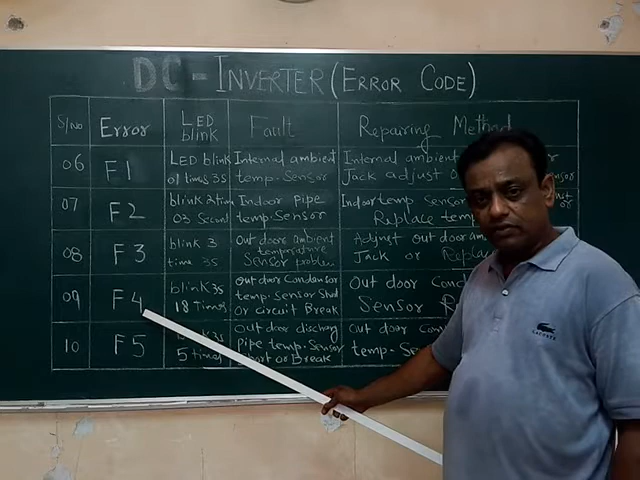 DC-INVERTER (ERROR CODE)
S/No Error LED blink Fault Repairing Method
06 F1 LED blink Internal ambient Internal ambient
01 times 3s temp. Sensor Jack adjust
07 F2 blink Indoor pipe Indoor temp Sensor
03 Second temp. Sensor Replace temp
08 F3 blink 3 Out door ambient Adjust out door am
time 3s temperature Jack or
Sensor problem
09 F4 blink 3s Out door Condensor Out door Cond
18 Times temp. Sensor Sensor
Or circuit Break
10 F5 3s Out door discharg Out door
5 times Pipe temp. Sensor temp. Se
or Break
LACOSTE